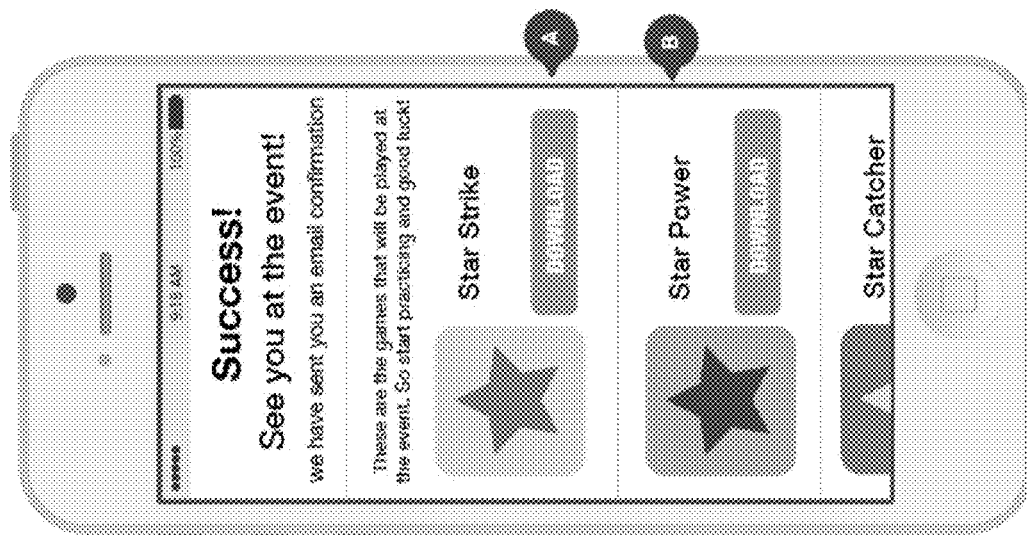 9:18 AM
100%
Success!
See you at the event!
we have sent you an email confirmation
These are the games that will be played at
the event. So start practicing and good luck!
Star Strike
A
Star Power
B
Star Catcher